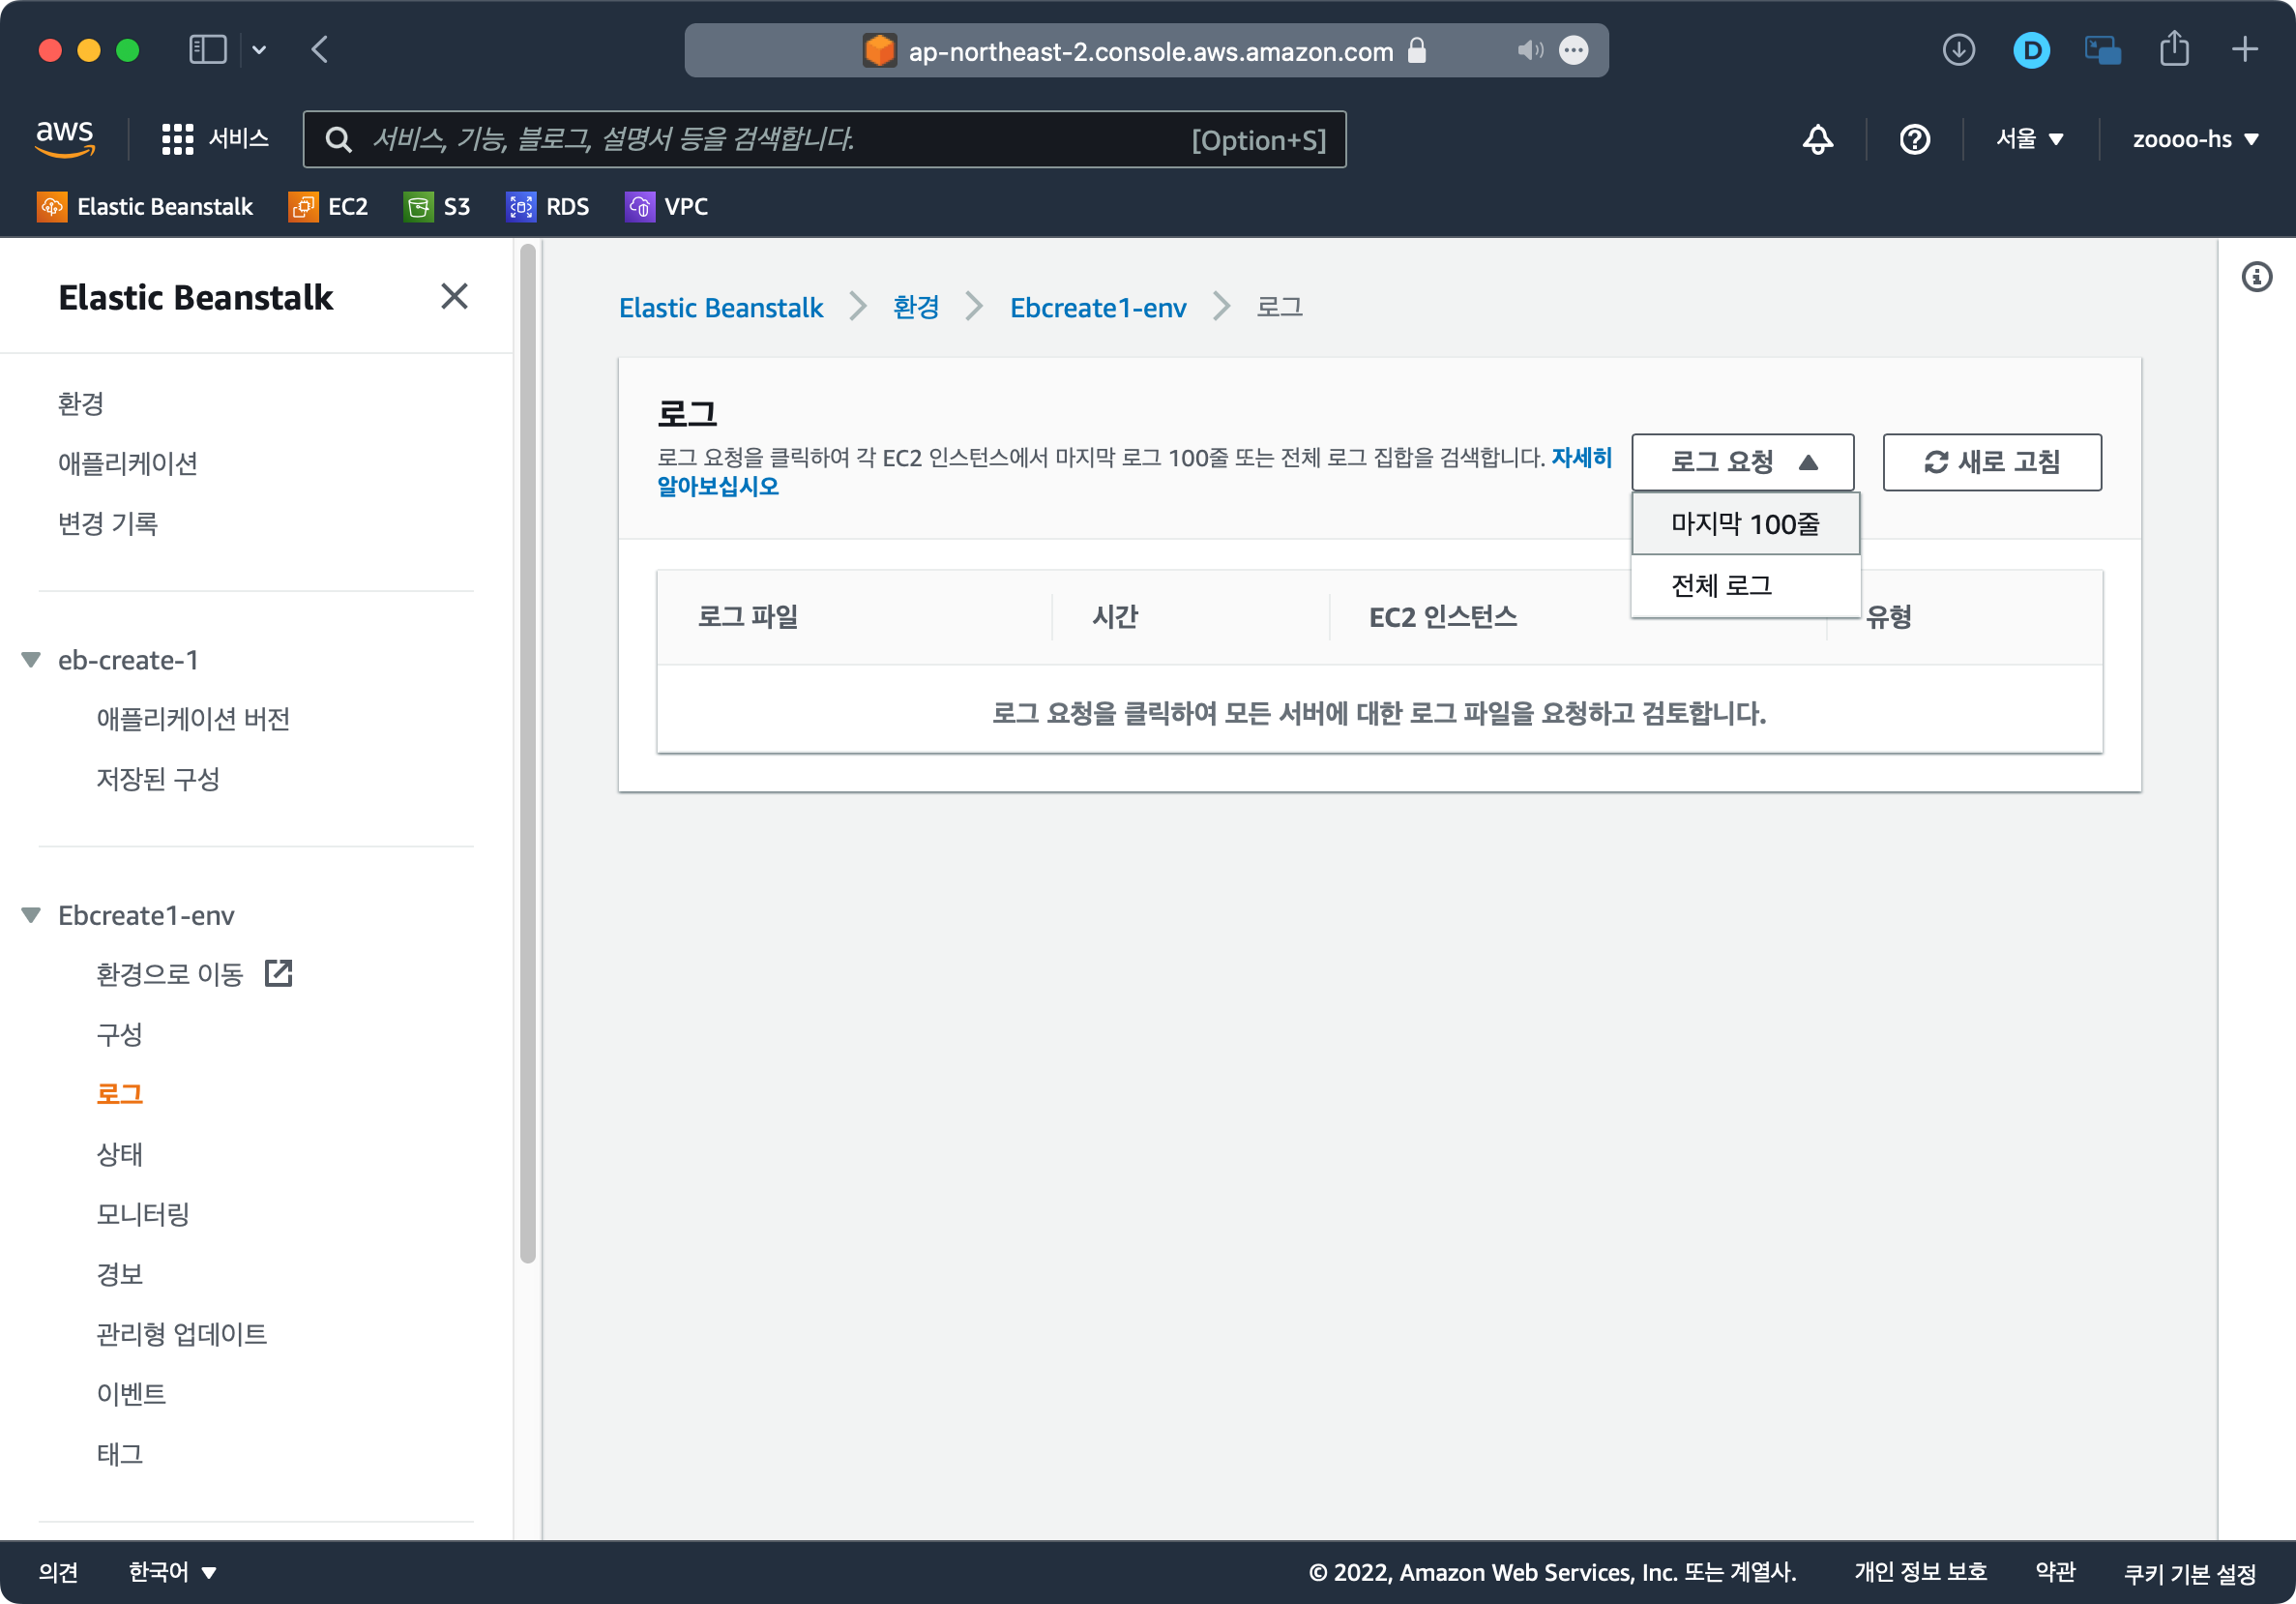 ap-northeast-2.console.aws.amazon.com
D
aws
서비스
서비스, 기능, 블로그, 설명서 등을 검색합니다.
[Option+S]
서울
zoooo-hs
Elastic Beanstalk
EC2
S3
RDS
VPC
Elastic Beanstalk
환경
애플리케이션
변경 기록
eb-create-1
애플리케이션 버전
저장된 구성
Ebcreate1-env
환경으로 이동
구성
로그
상태
모니터링
경보
관리형 업데이트
이벤트
태그
Elastic Beanstalk
환경
Ebcreate1-env
로그
로그
로그 요청을 클릭하여 각 EC2 인스턴스에서 마지막 로그 100줄 또는 전체 로그 집합을 검색합니다. 자세히
알아보십시오
로그 요청
새로 고침
마지막 100줄
전체 로그
로그 파일
시간
EC2 인스턴스
유형
로그 요청을 클릭하여 모든 서버에 대한 로그 파일을 요청하고 검토합니다.
의견
한국어
© 2022, Amazon Web Services, Inc. 또는 계열사.
개인 정보 보호
약관
쿠키 기본 설정